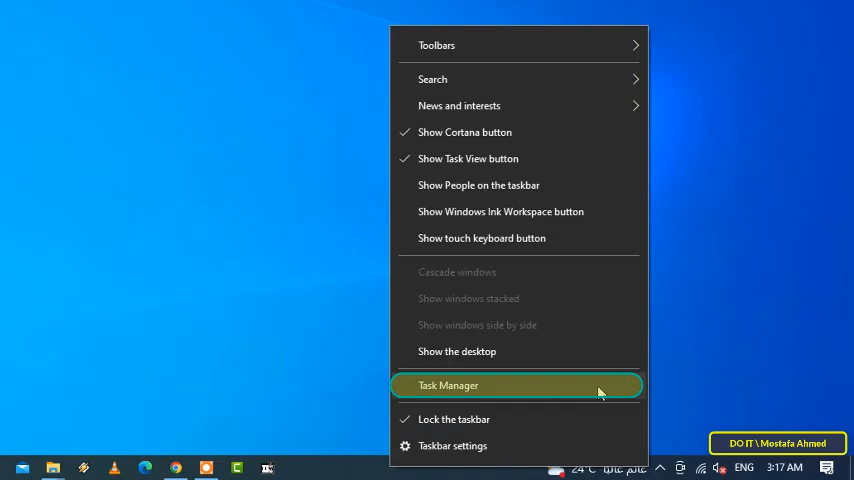 Toolbars
Search
News and interests
Show Cortana button
Show Task View button
Show People on the taskbar
Show Windows Ink Workspace button
Show touch keyboard button
Cascade windows
Show windows stacked
Show windows side by side
Show the desktop
Task Manager
Lock the taskbar
Taskbar settings
DO IT \ Mostafa Ahmed
24°C غائم غالبًا
ENG
3:17 AM